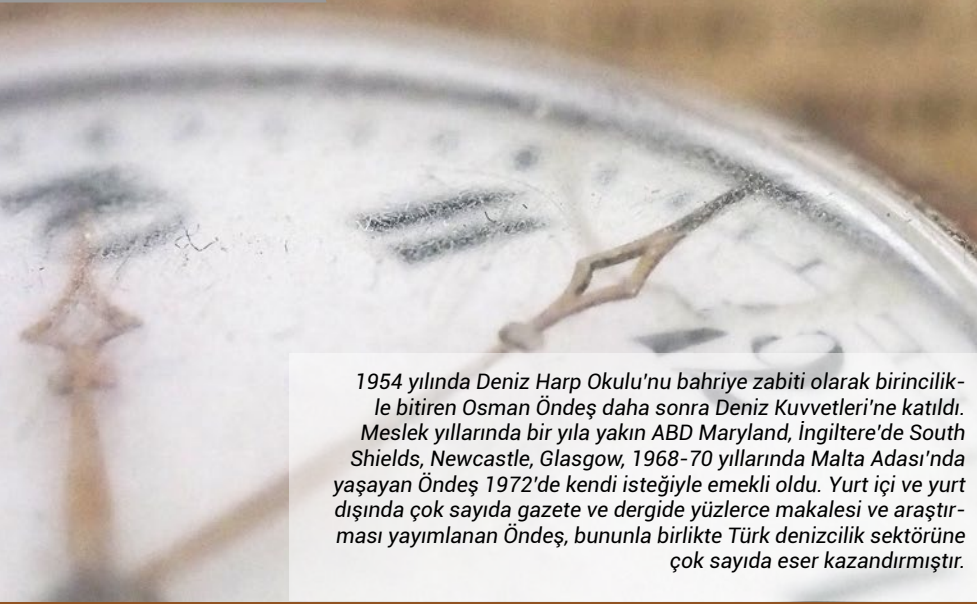 1954 yılında Deniz Harp Okulu'nu bahriye zabiti olarak birincilik-
le bitiren Osman Öndeş daha sonra Deniz Kuvvetleri'ne katıldı.
Meslek yıllarında bir yıla yakın ABD Maryland, İngiltere'de South
Shields, Newcastle, Glasgow, 1968-70 yıllarında Malta Adası'nda
yaşayan Öndeş 1972'de kendi isteğiyle emekli oldu. Yurt içi ve yurt
dışında çok sayıda gazete ve dergide yüzlerce makalesi ve araştır-
ması yayımlanan Öndeş, bununla birlikte Türk denizcilik sektörüne
çok sayıda eser kazandırmıştır.